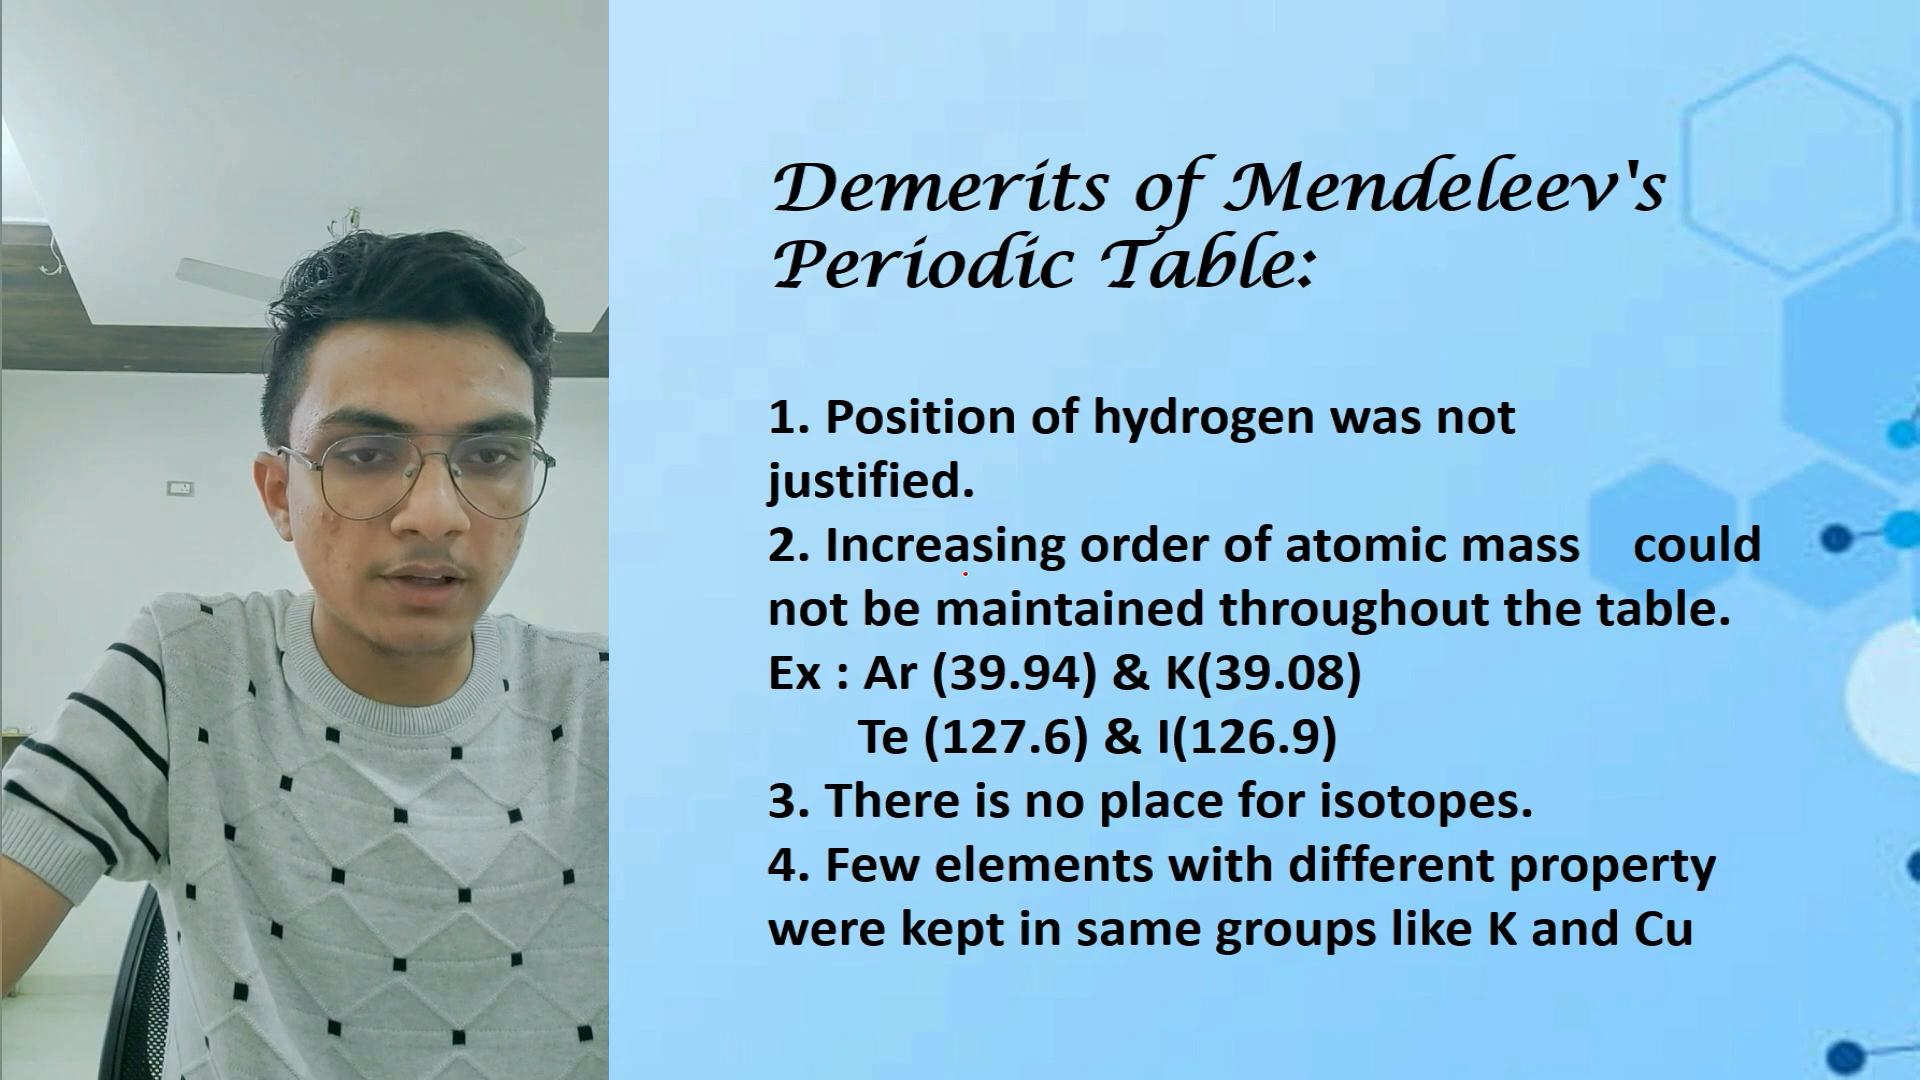 Demerits of Mendeleev's
Periodic Table:
1. Position of hydrogen was not
justified.
2. Increasing order of atomic mass could
not be maintained throughout the table.
Ex : Ar (39.94) & K(39.08)
Te (127.6) & I(126.9)
3. There is no place for isotopes.
4. Few elements with different property
were kept in same groups like K and Cu